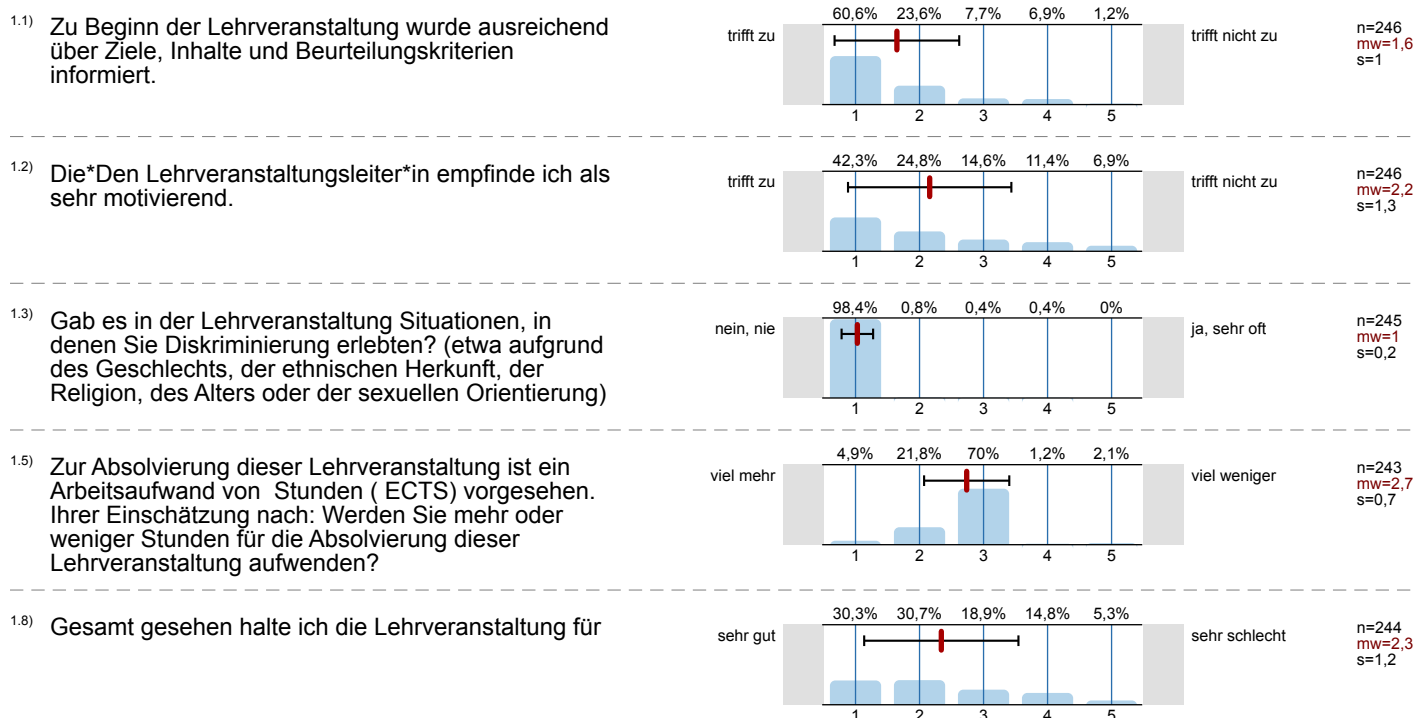 1.1) Zu Beginn der Lehrveranstaltung wurde ausreichend
über Ziele, Inhalte und Beurteilungskriterien
informiert.
60,6% 23,6% 7,7% 6,9% 1,2%
trifft zu
trifft nicht zu
n=246
mw=1,6
s=1
1 2 3 4 5
1.2) Die*Den Lehrveranstaltungsleiter*in empfinde ich als
sehr motivierend.
42,3% 24,8% 14,6% 11,4% 6,9%
trifft zu
trifft nicht zu
n=246
mw=2,2
s=1,3
1 2 3 4 5
1.3) Gab es in der Lehrveranstaltung Situationen, in
denen Sie Diskriminierung erlebten? (etwa aufgrund
des Geschlechts, der ethnischen Herkunft, der
Religion, des Alters oder der sexuellen Orientierung)
98,4% 0,8% 0,4% 0,4% 0%
nein, nie
ja, sehr oft
n=245
mw=1
s=0,2
1 2 3 4 5
1.5) Zur Absolvierung dieser Lehrveranstaltung ist ein
Arbeitsaufwand von  Stunden ( ECTS) vorgesehen.
Ihrer Einschätzung nach: Werden Sie mehr oder
weniger Stunden für die Absolvierung dieser
Lehrveranstaltung aufwenden?
4,9% 21,8% 70% 1,2% 2,1%
viel mehr
viel weniger
n=243
mw=2,7
s=0,7
1 2 3 4 5
1.8) Gesamt gesehen halte ich die Lehrveranstaltung für
30,3% 30,7% 18,9% 14,8% 5,3%
sehr gut
sehr schlecht
n=244
mw=2,3
s=1,2
1 2 3 4 5